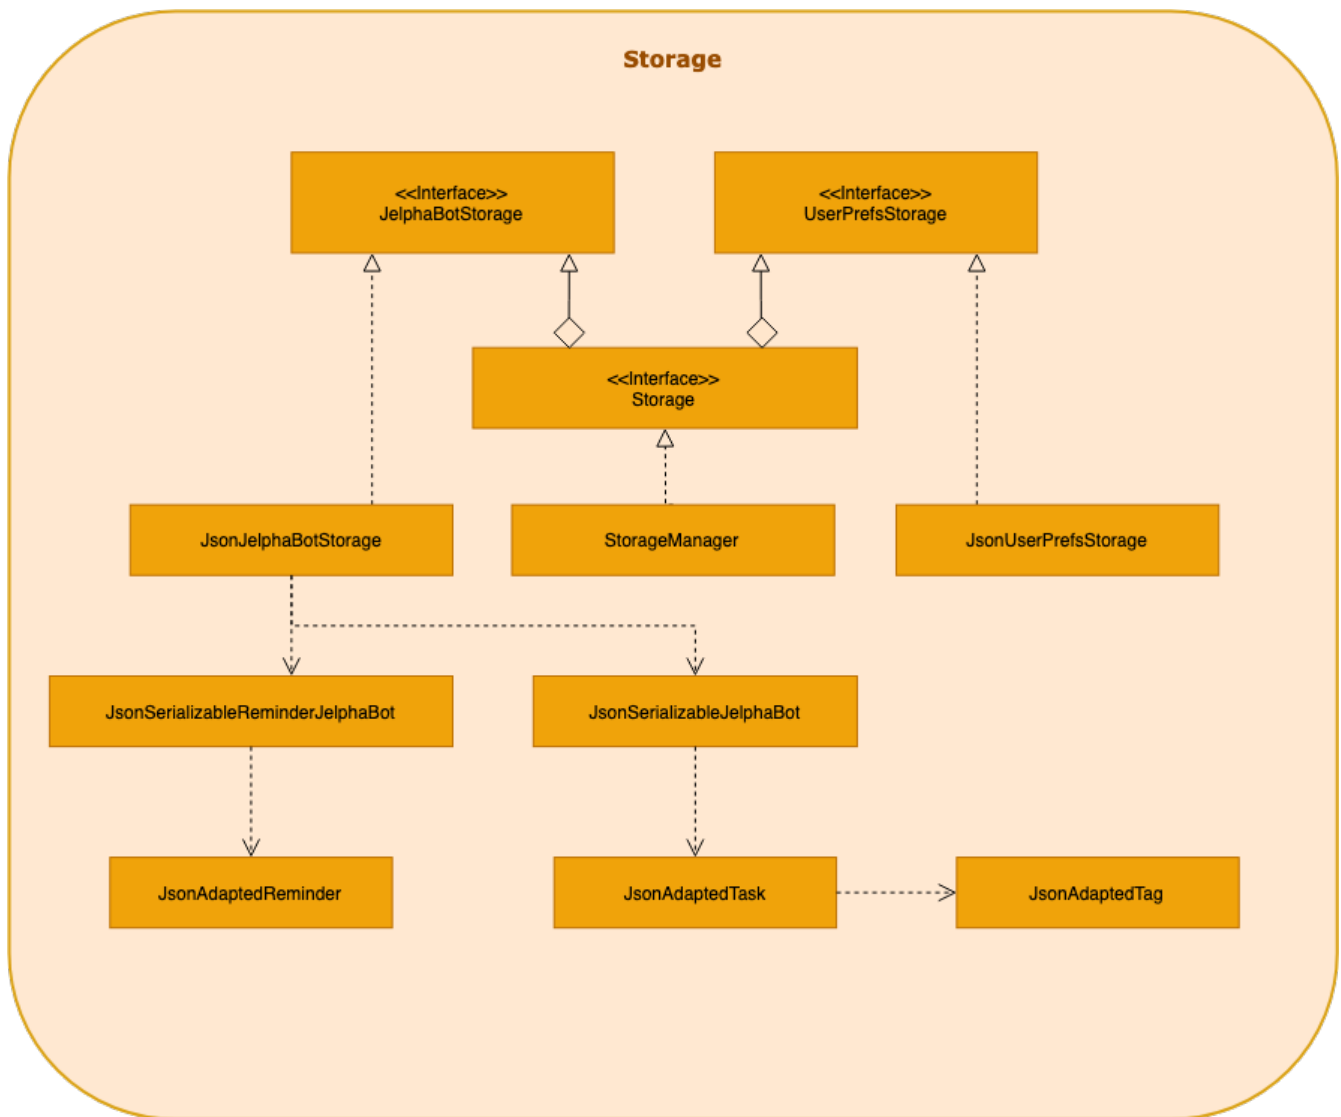 Storage
<<Interface>>
JelphaBotStorage
<<Interface>>
UserPrefsStorage
<<Interface>>
Storage
JsonJelphaBotStorage
StorageManager
JsonUserPrefsStorage
JsonSerializableReminderJelphaBot
JsonSerializableJelphaBot
JsonAdaptedReminder
JsonAdaptedTask
JsonAdaptedTag